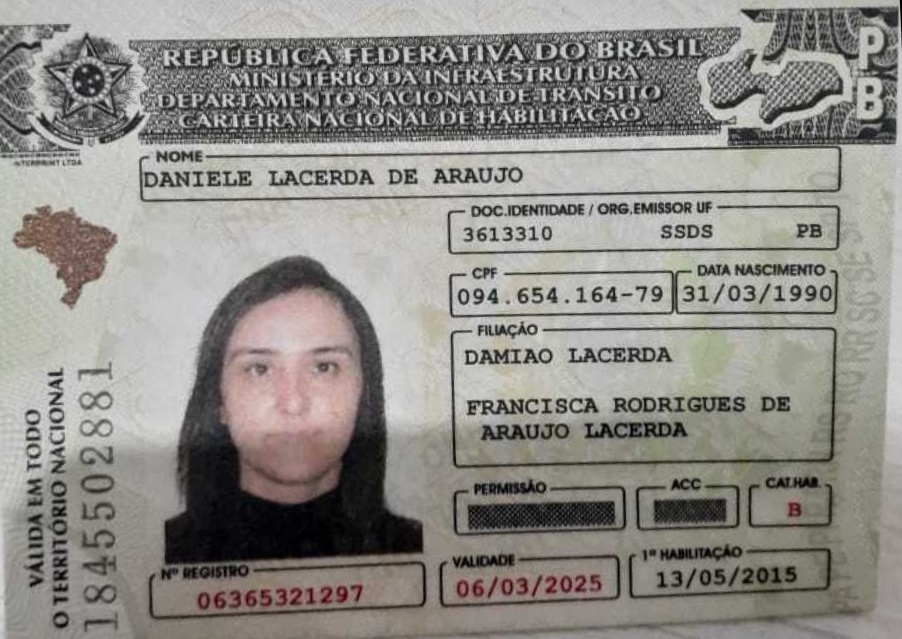 REPÚBLICA FEDERATIVA DO BRASIL
MINISTÉRIO DA INFRAESTRUTURA
DEPARTAMENTO NACIONAL DE TRÂNSITO
CARTEIRA NACIONAL DE HABILITAÇÃO
PB
INTERPRINT LTDA.
NOME
DANIELE LACERDA DE ARAUJO
DOC.IDENTIDADE / ORG.EMISSOR UF
3613310 SSDS PB
CPF DATA NASCIMENTO
094.654.164-79 31/03/1990
FILIAÇÃO
DAMIAO LACERDA
FRANCISCA RODRIGUES DE
ARAUJO LACERDA
PERMISSÃO ACC CAT.HAB.
B
Nº REGISTRO VALIDADE 1ª HABILITAÇÃO
06365321297 06/03/2025 13/05/2015
VÁLIDA EM TODO
O TERRITÓRIO NACIONAL
1845502881